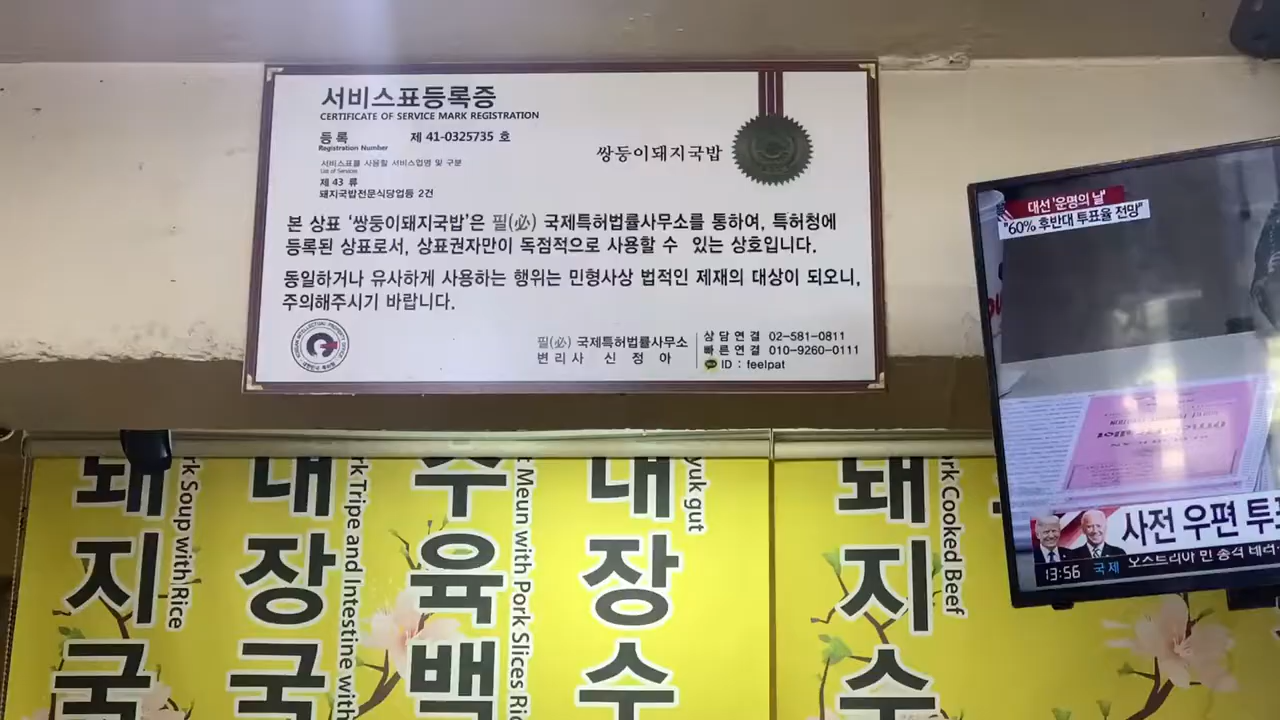 서비스표등록증
CERTIFICATE OF SERVICE MARK REGISTRATION
등 록 제 41-0325735 호
Registration Number
서비스표를 사용할 서비스업명 및 구분
List of Services
제 43 류
돼지국밥전문식당업등 2건
쌍둥이돼지국밥
본 상표 '쌍둥이돼지국밥'은 필(必) 국제특허법률사무소를 통하여, 특허청에
등록된 상표로서, 상표권자만이 독점적으로 사용할 수 있는 상호입니다.
동일하거나 유사하게 사용하는 행위는 민형사상 법적인 제재의 대상이 되오니,
주의해주시기 바랍니다.
필(必) 국제특허법률사무소
변 리 사 신 정 아
상 담 연 결 02-581-0811
빠 른 연 결 010-9260-0111
ID : feelpat
대선 '운명의 날'
"60% 후반대 투표율 전망"
사전 우편
13:56 국제 오스트리아 빈 총격
돼지국
rk Soup with Rice
내장국
rk Tripe and Intestine with
수육백
t Meun with Pork Slices Ric
내장수
yuk gut
돼지수
ork Cooked Beef